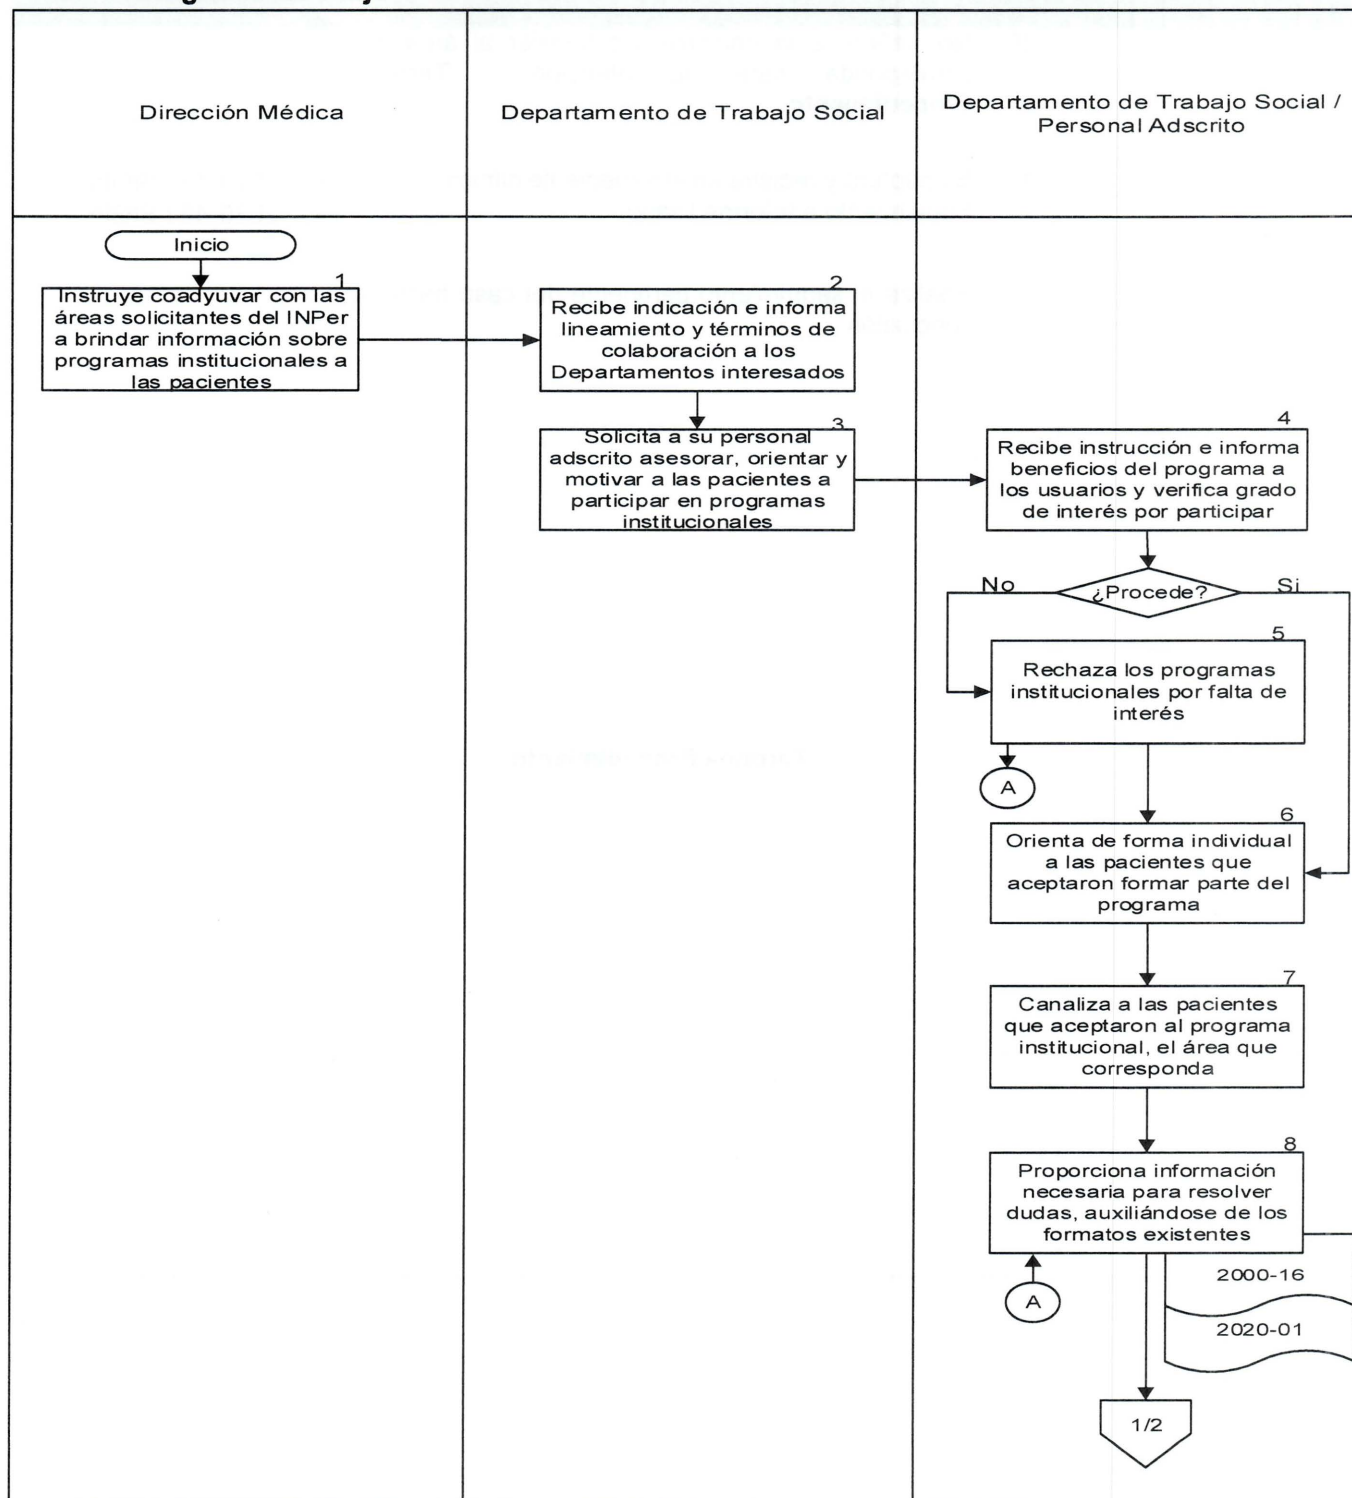 Dirección Médica
Departamento de Trabajo Social
Departamento de Trabajo Social /
Personal Adscrito
Inicio
1
Instruye coadyuvar con las
áreas solicitantes del INPer
a brindar información sobre
programas institucionales a
las pacientes
2
Recibe indicación e informa
lineamiento y términos de
colaboración a los
Departamentos interesados
3
Solicita a su personal
adscrito asesorar, orientar y
motivar a las pacientes a
participar en programas
institucionales
4
Recibe instrucción e informa
beneficios del programa a
los usuarios y verifica grado
de interés por participar
No
¿Procede?
Si
5
Rechaza los programas
institucionales por falta de
interés
A
6
Orienta de forma individual
a las pacientes que
aceptaron formar parte del
programa
7
Canaliza a las pacientes
que aceptaron al programa
institucional, el área que
corresponda
8
Proporciona información
necesaria para resolver
dudas, auxiliándose de los
formatos existentes
2000-16
A
2020-01
1/2